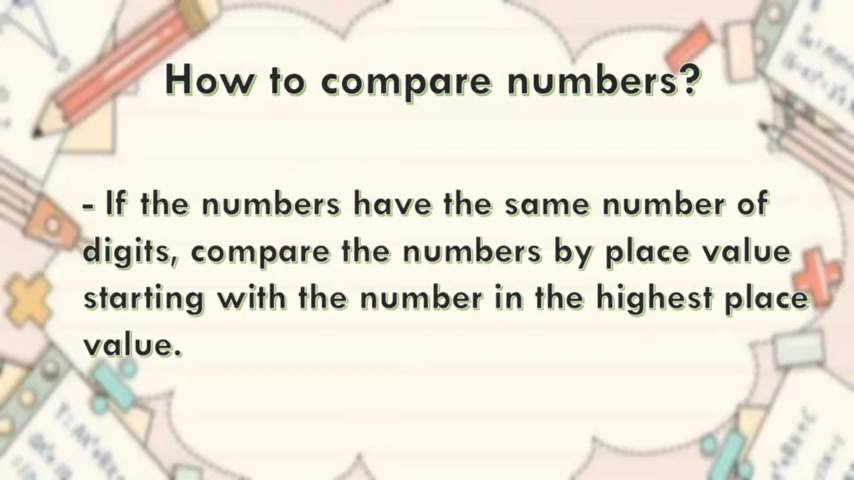 How to compare numbers?
- If the numbers have the same number of
digits, compare the numbers by place value
starting with the number in the highest place
value.